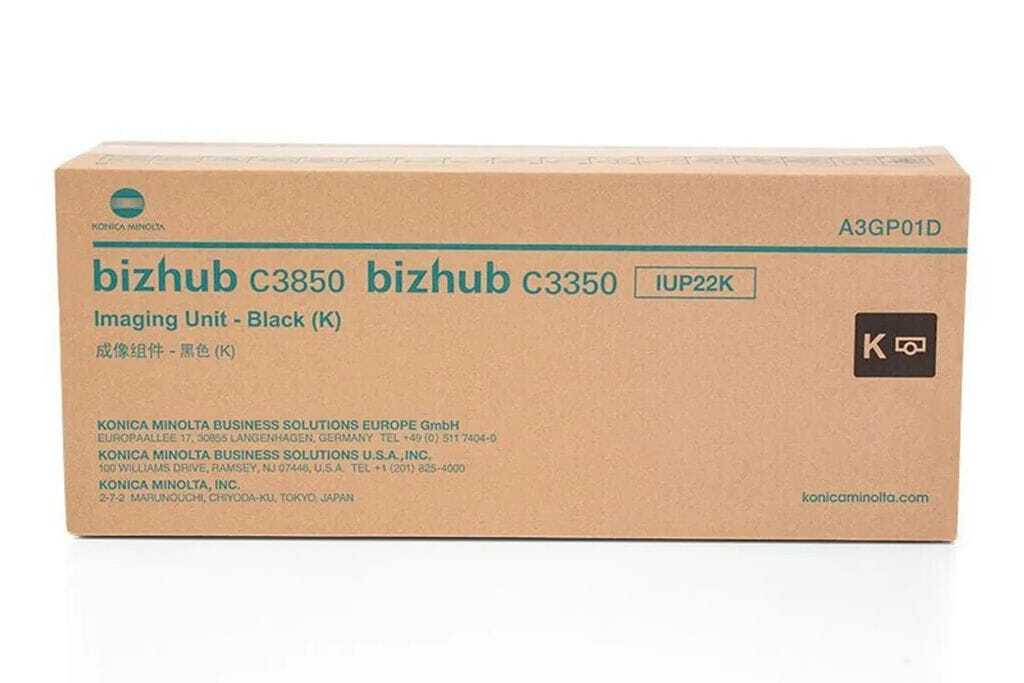 KONICA MINOLTA
A3GP01D
bizhub C3850 bizhub C3350 IUP22K
Imaging Unit - Black (K)
成像组件 - 黑色 (K)
K
KONICA MINOLTA BUSINESS SOLUTIONS EUROPE GmbH
EUROPAALLEE 17, 30855 LANGENHAGEN, GERMANY TEL +49 (0) 511 7404-0
KONICA MINOLTA BUSINESS SOLUTIONS U.S.A.,INC.
100 WILLIAMS DRIVE, RAMSEY, NJ 07446, U.S.A. TEL +1 (201) 825-4000
KONICA MINOLTA, INC.
2-7-2 MARUNOUCHI, CHIYODA-KU, TOKYO, JAPAN
konicaminolta.com